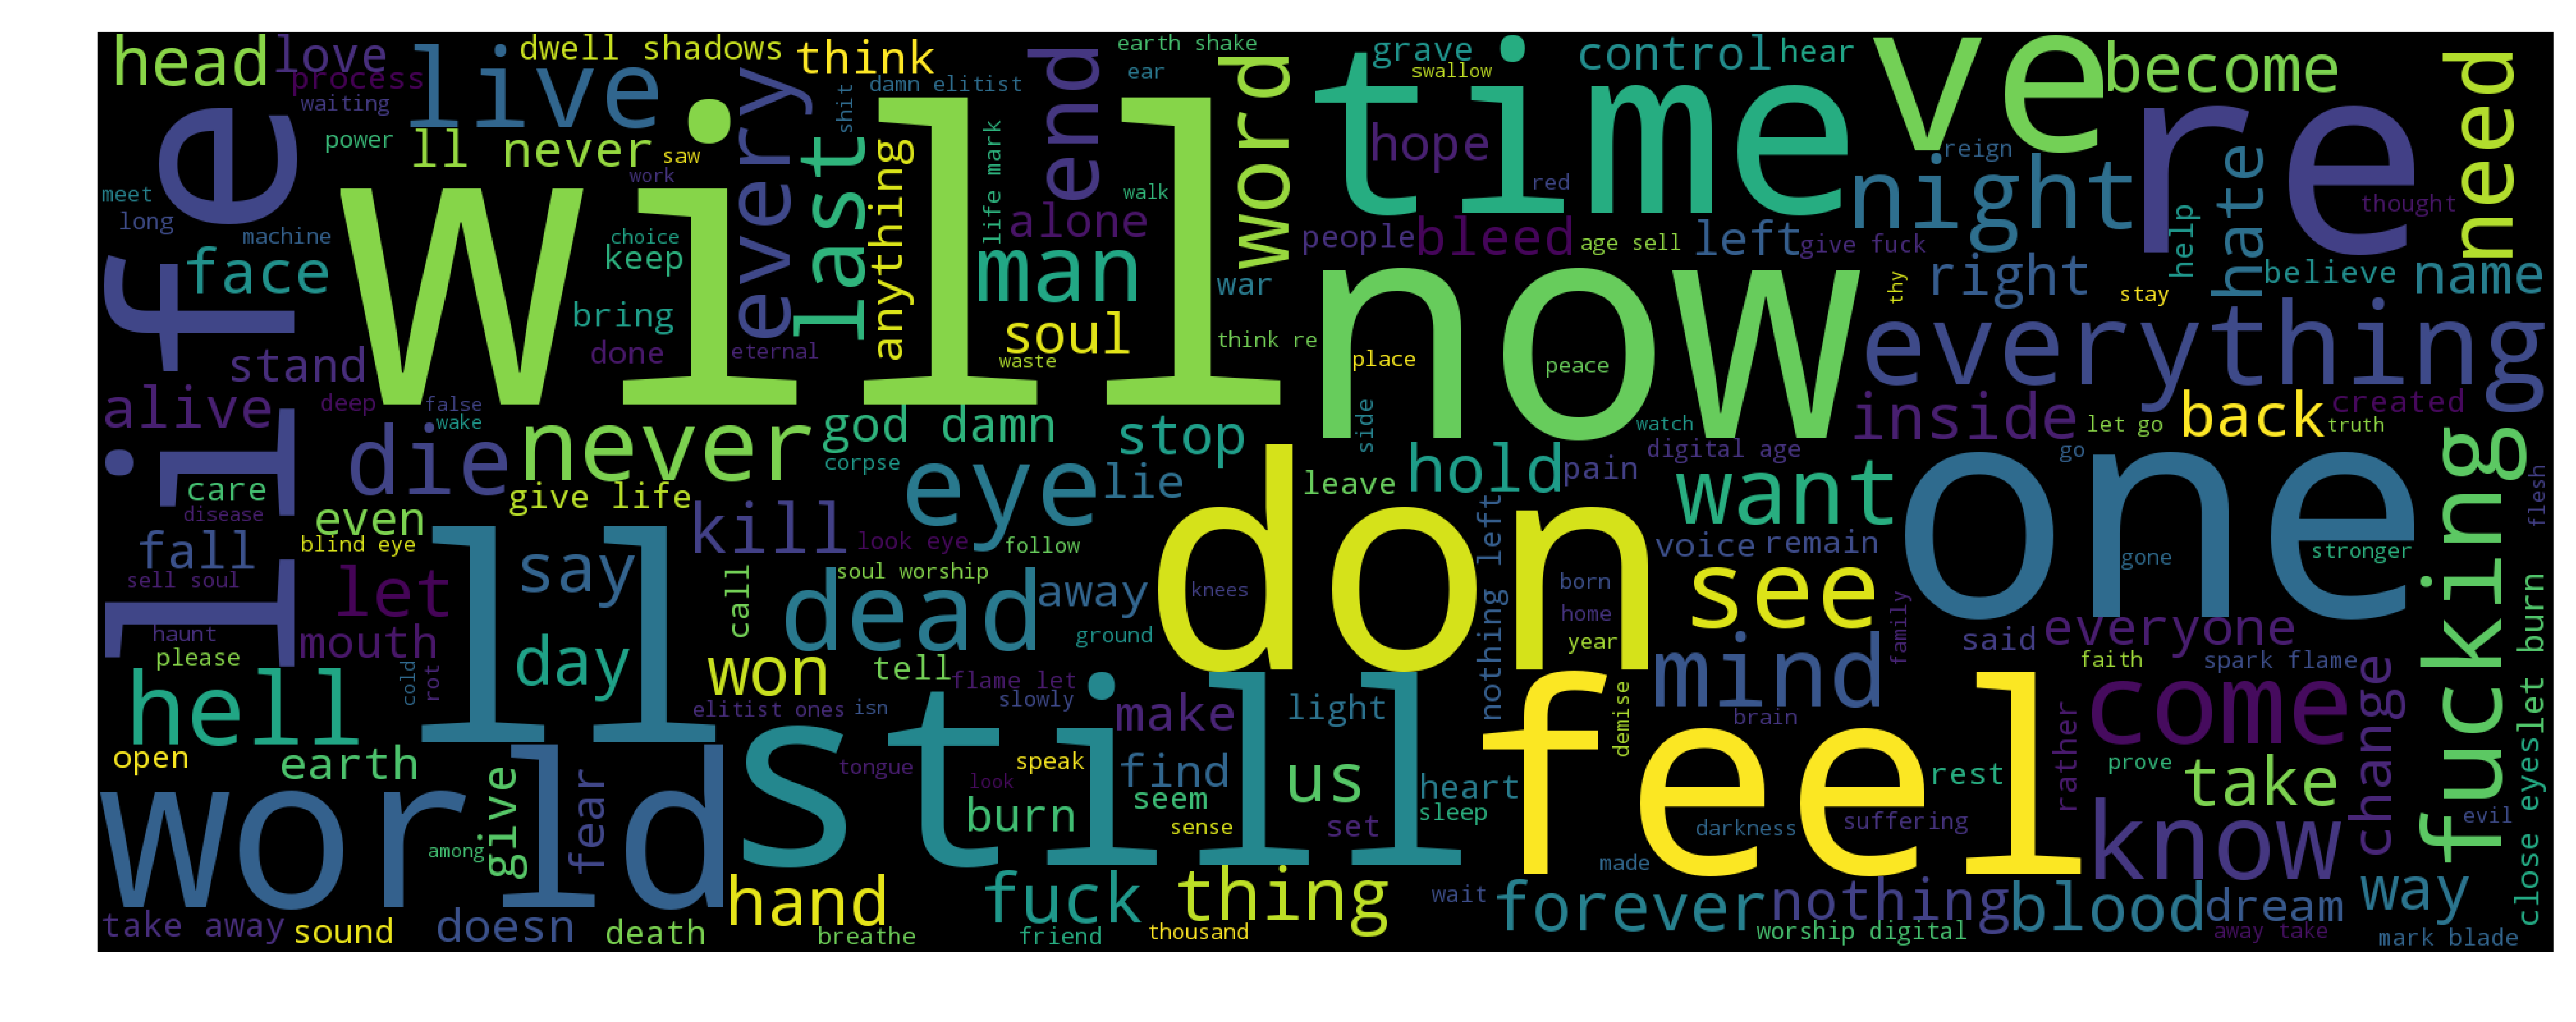 head
love
dwell shadows
think
earth shake
grave
control
hear
process
live
every
damn elitist
ear
end
swallow
time
ve
become
need
waiting
shit
word
power
ll never
saw
last
anything
life mark
hope
reign
re
meet
work
walk
red
night
hate
thought
long
machine
choice
keep
alone
people
bleed
age sell
left
give fuck
help
face
will
man
war
now
thy
right
stay
believe
name
bring
soul
everything
stand
done
eternal
waste
think re
place
peace
life
alive
deep
false
wake
die
never
god damn
stop
side
watch
inside
let go
back
created
truth
care
disease
give life
corpse
eye
lie
leave
hold
pain
digital age
want
one
go
fucking
flesh
even
fall
blind eye
kill
look eye
follow
don
nothing left
voice
remain
gone
stronger
sell soul
let
say
call
soul worship
dead
away
knees
born
see
haunt
mouth
day
ground
home
year
family
said
everyone
let burn
please
cold
rot
won
tell
mind
faith
spark flame
hell
ll
flame let
elitist ones
isn
slowly
still
make
light
demise
brain
rather
come
change
open
earth
tongue
look
speak
find
us
heart
feel
rest
prove
take
world
give
fear
burn
seem
sense
set
sleep
darkness
suffering
know
evil
close eyes
among
hand
fuck
thing
wait
made
forever
nothing
blood
dream
way
take away
sound
doesn
death
breathe
friend
thousand
worship digital
away take
mark blade